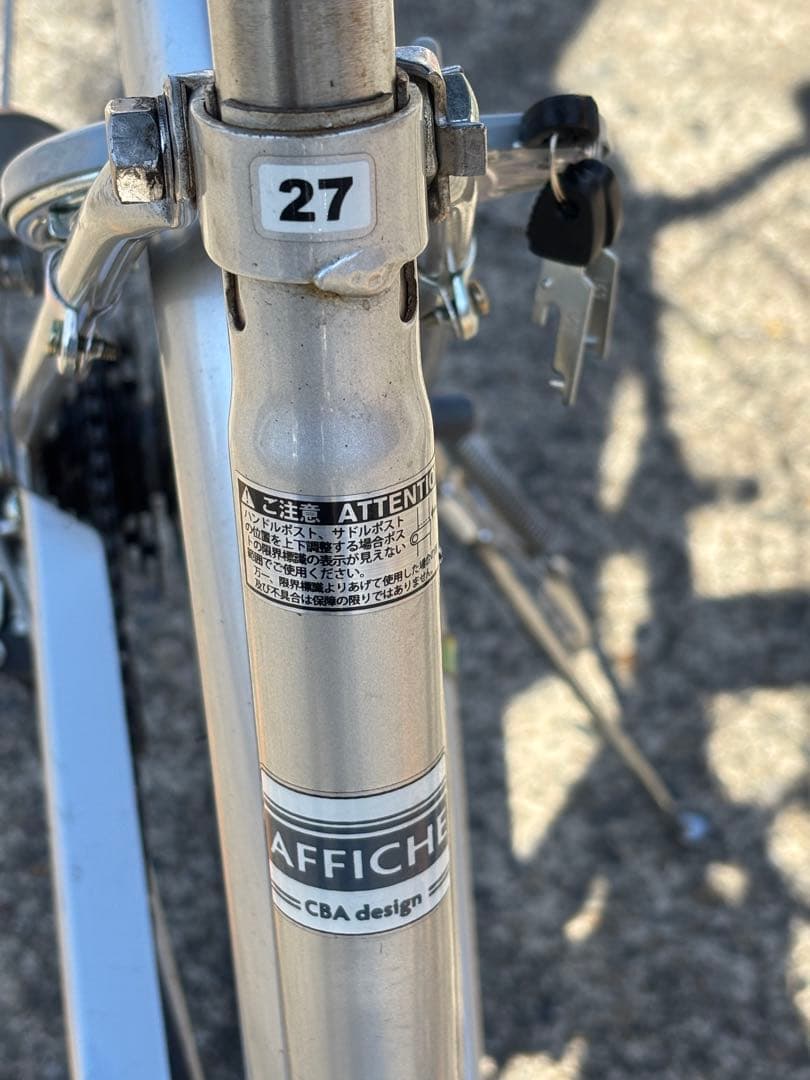 27
ご注意 ATTENTIO
ハンドルポスト、サドルポスト
の位置を上下調整する場合ポス
トの限界標識の表示が見えない
範囲でご使用ください。
万一、限界標識よりあげて使用した場合の
及び不具合は保障の限りではありません。
AFFICHE
CBA design